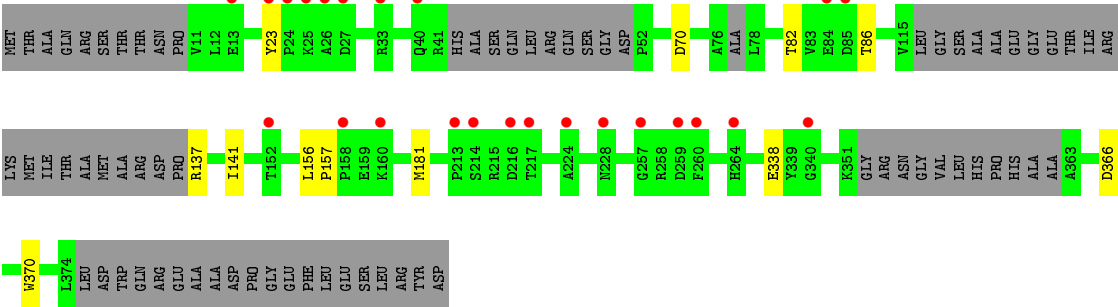 MET THR ALA GLN ARG SER THR THR ASN PRO V11 L12 E13 Y23 P24 K25 A26 D27 R33 Q40 R41 HIS ALA SER GLN LEU ARG GLN SER GLY ASP P52 D70 A76 ALA L78 T82 V83 E84 D85 T86 V115 LEU GLY SER ALA ALA GLU GLY GLU THR ILE ARG
LYS MET ILE THR ALA MET ALA ARG ASP PRO R137 I141 T152 L156 P157 P158 E159 K160 M181 P213 S214 R215 D216 T217 A224 N228 G257 R258 D259 F260 H264 E338 Y339 G340 K351 GLY ARG ASN GLY VAL LEU HIS PRO HIS ALA ALA A363 D366
W370 L374 LEU ASP TRP GLN ARG GLU ALA ALA ASP PRO GLY GLU PHE LEU GLU SER LEU ARG TYR ASP